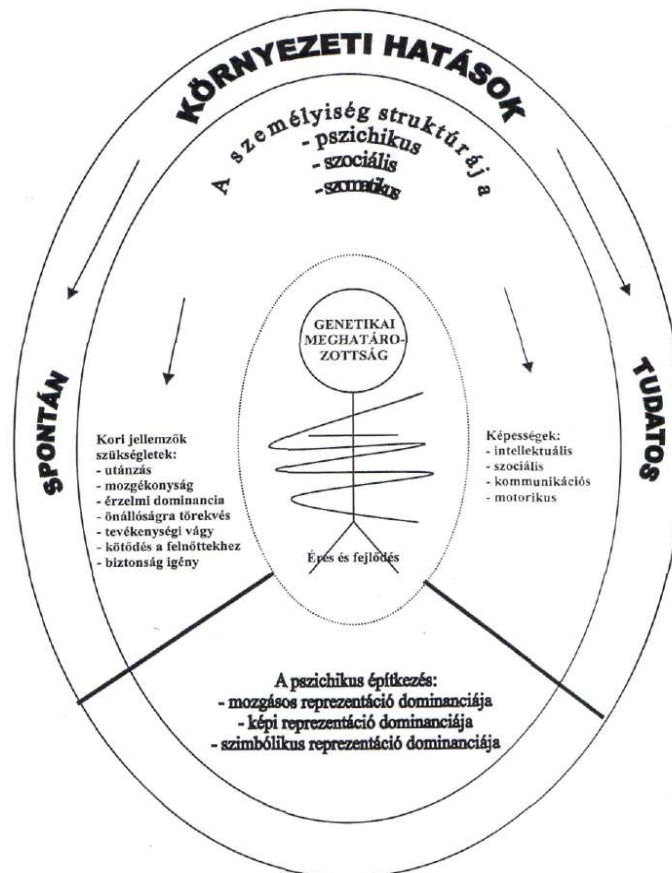 KÖRNYEZETI HATÁSOK
A személyiség struktúrája
- pszichikus
- szociális
- szomatikus
SPONTÁN
TUDATOS
GENETIKAI
MEGHATÁRO-
ZOTTSÁG
Kori jellemzők
szükségletek:
- utánzás
- mozgékonyság
- érzelmi dominancia
- önállóságra törekvés
- tevékenységi vágy
- kötődés a felnőttekhez
- biztonság igény
Képességek:
- intellektuális
- szociális
- kommunikációs
- motorikus
Érés és fejlődés
A pszichikus építkezés:
- mozgásos reprezentáció dominanciája
- képi reprezentáció dominanciája
- szimbólikus reprezentáció dominanciája